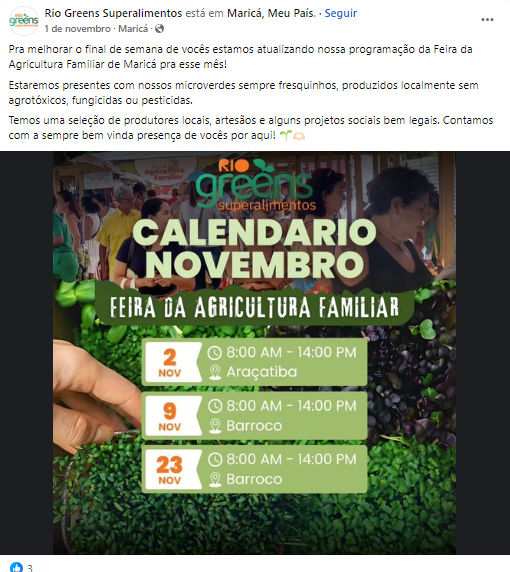 Rio Greens Superalimentos está em Maricá, Meu País. · Seguir
1 de novembro · Maricá ·
Pra melhorar o final de semana de vocês estamos atualizando nossa programação da Feira da
Agricultura Familiar de Maricá pra esse mês!
Estaremos presentes com nossos microverdes sempre fresquinhos, produzidos localmente sem
agrotóxicos, fungicidas ou pesticidas.
Temos uma seleção de produtores locais, artesãos e alguns projetos sociais bem legais. Contamos
com a sempre bem vinda presença de vocês por aqui! 🌱🫶🏻
RIO
greens
superalimentos
CALENDARIO
NOVEMBRO
FEIRA DA AGRICULTURA FAMILIAR
2 NOV
8:00 AM - 14:00 PM
Araçatiba
9 NOV
8:00 AM - 14:00 PM
Barroco
23 NOV
8:00 AM - 14:00 PM
Barroco
3